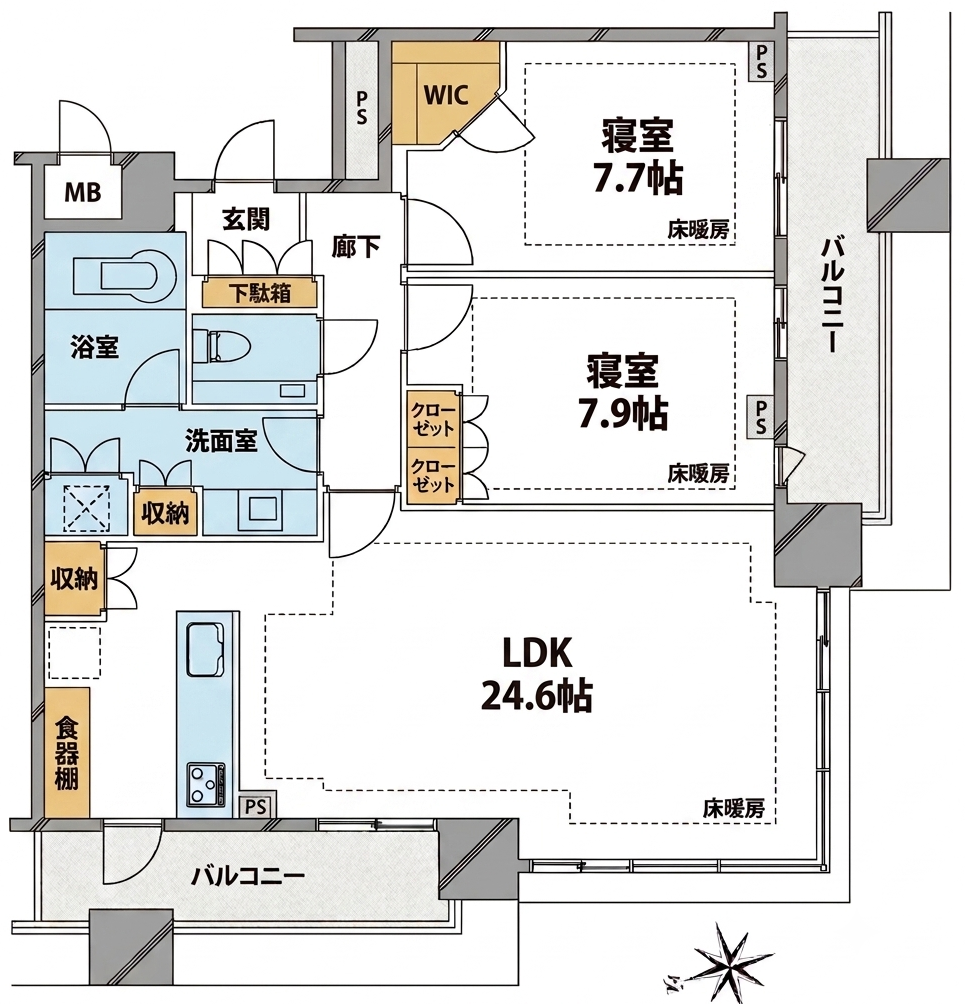 PS
WIC
PS
寝室
7.7帖
床暖房
MB
玄関
廊下
下駄箱
バルコニー
浴室
寝室
7.9帖
クロー
ゼット
PS
洗面室
クロー
ゼット
床暖房
収納
収納
LDK
24.6帖
食器棚
PS
床暖房
バルコニー